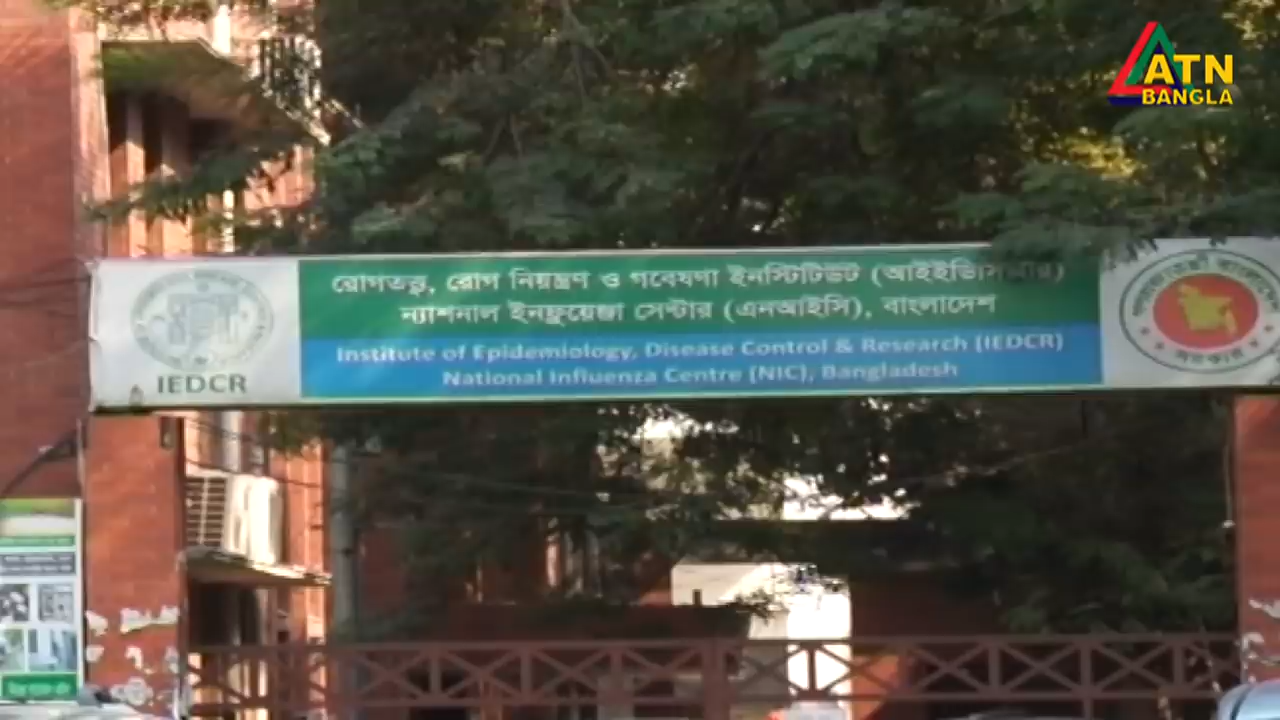 ATN
BANGLA
রোগতত্ত্ব, রোগ নিয়ন্ত্রণ ও গবেষণা ইনস্টিটিউট (আইইডিসিআর)
ন্যাশনাল ইনফ্লুয়েঞ্জা সেন্টার (এনআইসি), বাংলাদেশ
Institute of Epidemiology, Disease Control & Research (IEDCR)
National Influenza Centre (NIC), Bangladesh
IEDCR